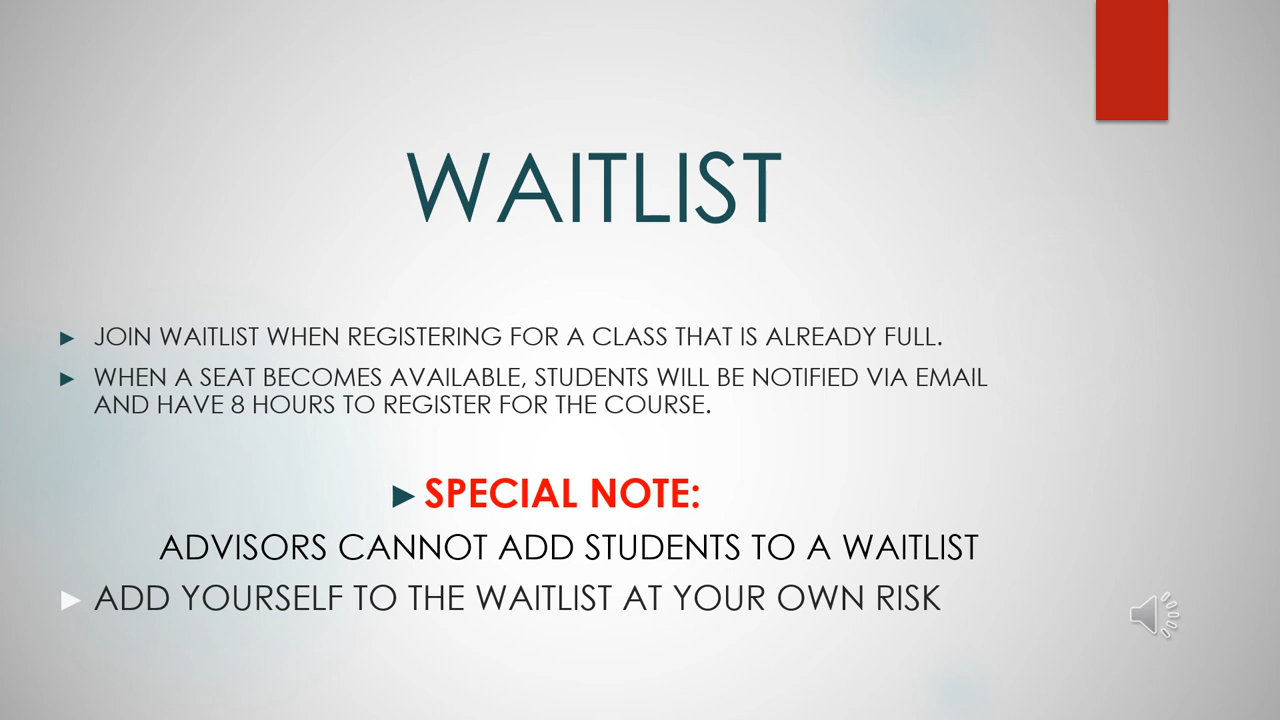 WAITLIST
JOIN WAITLIST WHEN REGISTERING FOR A CLASS THAT IS ALREADY FULL.
WHEN A SEAT BECOMES AVAILABLE, STUDENTS WILL BE NOTIFIED VIA EMAIL
AND HAVE 8 HOURS TO REGISTER FOR THE COURSE.
SPECIAL NOTE:
ADVISORS CANNOT ADD STUDENTS TO A WAITLIST
ADD YOURSELF TO THE WAITLIST AT YOUR OWN RISK